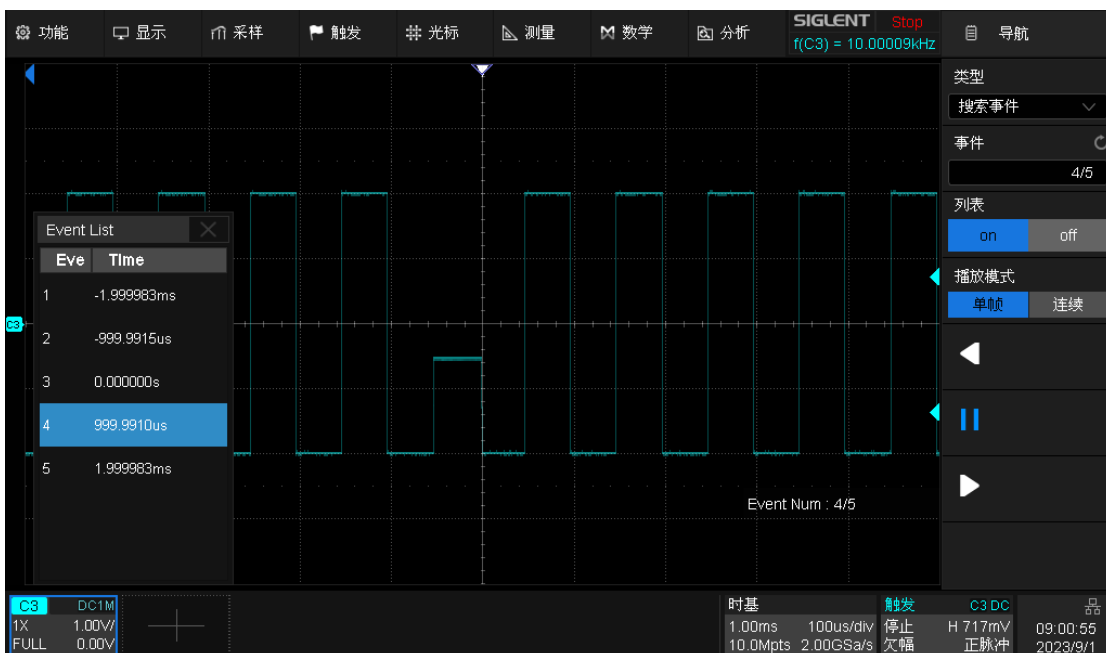 功能 显示 采样 触发 光标 测量 数学 分析 SIGLENT Stop 导航
f(C3) = 10.00009kHz
类型
搜索事件
事件
4/5
列表
on off
播放模式
单帧 连续
Event List
Eve TIme
1 -1.999983ms
2 -999.9915us
3 0.000000s
4 999.9910us
5 1.999983ms
C3
Event Num : 4/5
C3 DC1M
1X 1.00V/
FULL 0.00V
时基
1.00ms 100us/div
10.0Mpts 2.00GSa/s
触发 C3 DC
停止 H 717mV
欠幅 正脉冲
09:00:55
2023/9/1